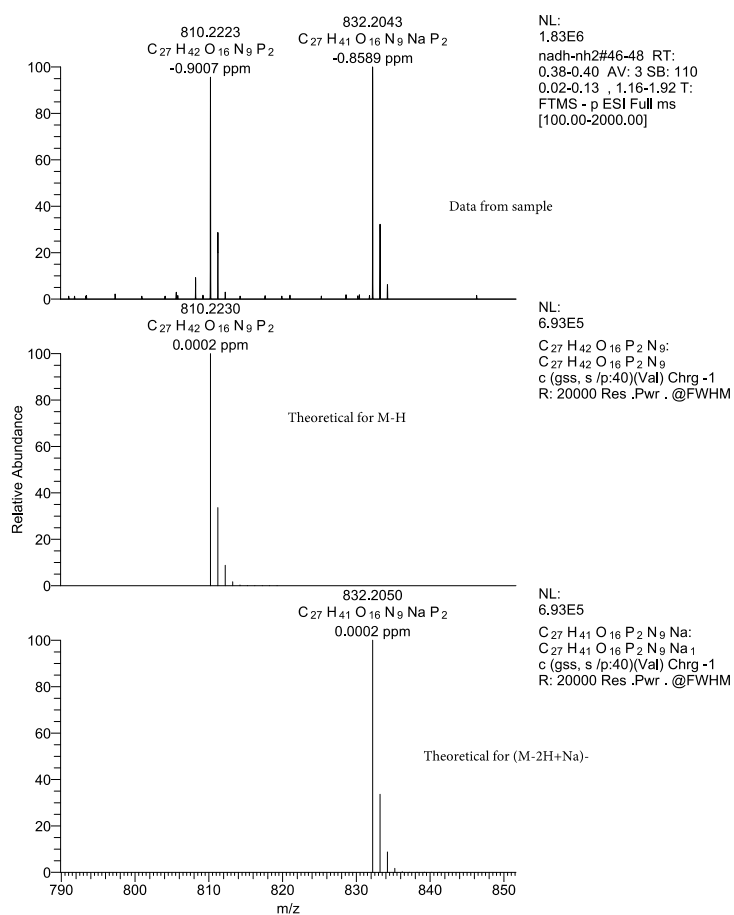 810.2223
C27 H42 O16 N9 P2
-0.9007 ppm
832.2043
C27 H41 O16 N9 Na P2
-0.8589 ppm
NL:
1.83E6
nadh-nh2#46-48 RT:
0.38-0.40 AV: 3 SB: 110
0.02-0.13 , 1.16-1.92 T:
FTMS - p ESI Full ms
[100.00-2000.00]
100
80
60
40
20
0
Data from sample
810.2230
C27 H42 O16 N9 P2
0.0002 ppm
NL:
6.93E5
C27 H42 O16 P2 N9:
C27 H42 O16 P2 N9
c (gss, s /p:40)(Val) Chrg -1
R: 20000 Res .Pwr . @FWHM
100
80
60
40
20
0
Theoretical for M-H
Relative Abundance
832.2050
C27 H41 O16 N9 Na P2
0.0002 ppm
NL:
6.93E5
C27 H41 O16 P2 N9 Na:
C27 H41 O16 P2 N9 Na1
c (gss, s /p:40)(Val) Chrg -1
R: 20000 Res .Pwr . @FWHM
100
80
60
40
20
0
Theoretical for (M-2H+Na)-
790 800 810 820 830 840 850
m/z